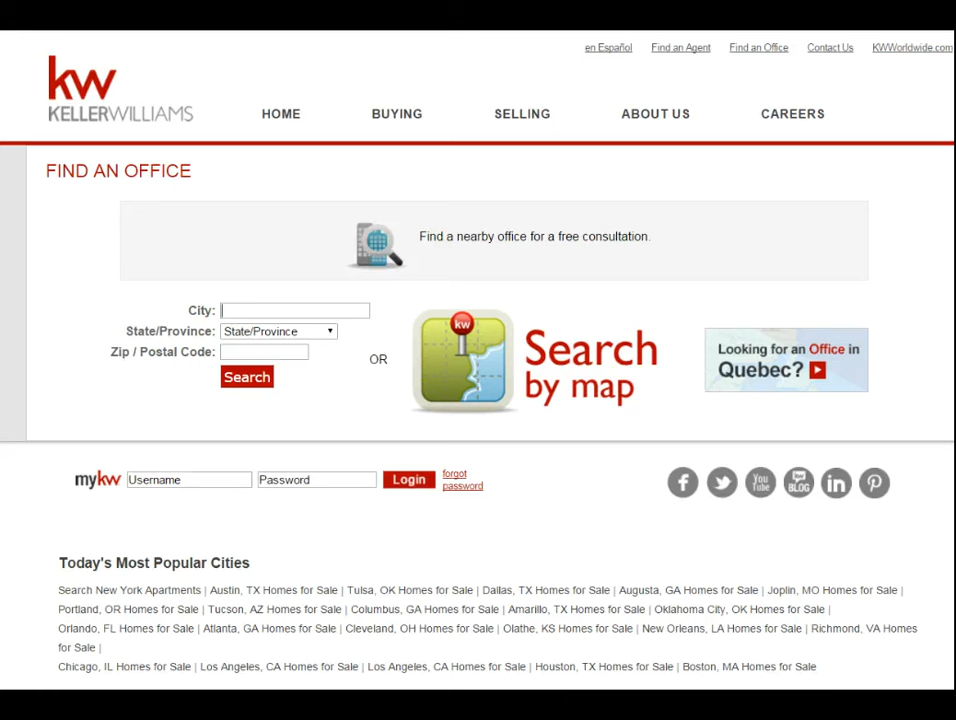 en Español Find an Agent Find an Office Contact Us KWWorldwide.com
kw
KELLERWILLIAMS
HOME BUYING SELLING ABOUT US CAREERS
FIND AN OFFICE
Find a nearby office for a free consultation.
City:
State/Province: State/Province
Zip / Postal Code:
Search
OR
kw
Search
by map
Looking for an Office in
Quebec?
mykw Username Password Login forgot
password
You
Tube
kw
BLOG
in
Today's Most Popular Cities
Search New York Apartments | Austin, TX Homes for Sale | Tulsa, OK Homes for Sale | Dallas, TX Homes for Sale | Augusta, GA Homes for Sale | Joplin, MO Homes for Sale |
Portland, OR Homes for Sale | Tucson, AZ Homes for Sale | Columbus, GA Homes for Sale | Amarillo, TX Homes for Sale | Oklahoma City, OK Homes for Sale |
Orlando, FL Homes for Sale | Atlanta, GA Homes for Sale | Cleveland, OH Homes for Sale | Olathe, KS Homes for Sale | New Orleans, LA Homes for Sale | Richmond, VA Homes
for Sale |
Chicago, IL Homes for Sale | Los Angeles, CA Homes for Sale | Los Angeles, CA Homes for Sale | Houston, TX Homes for Sale | Boston, MA Homes for Sale